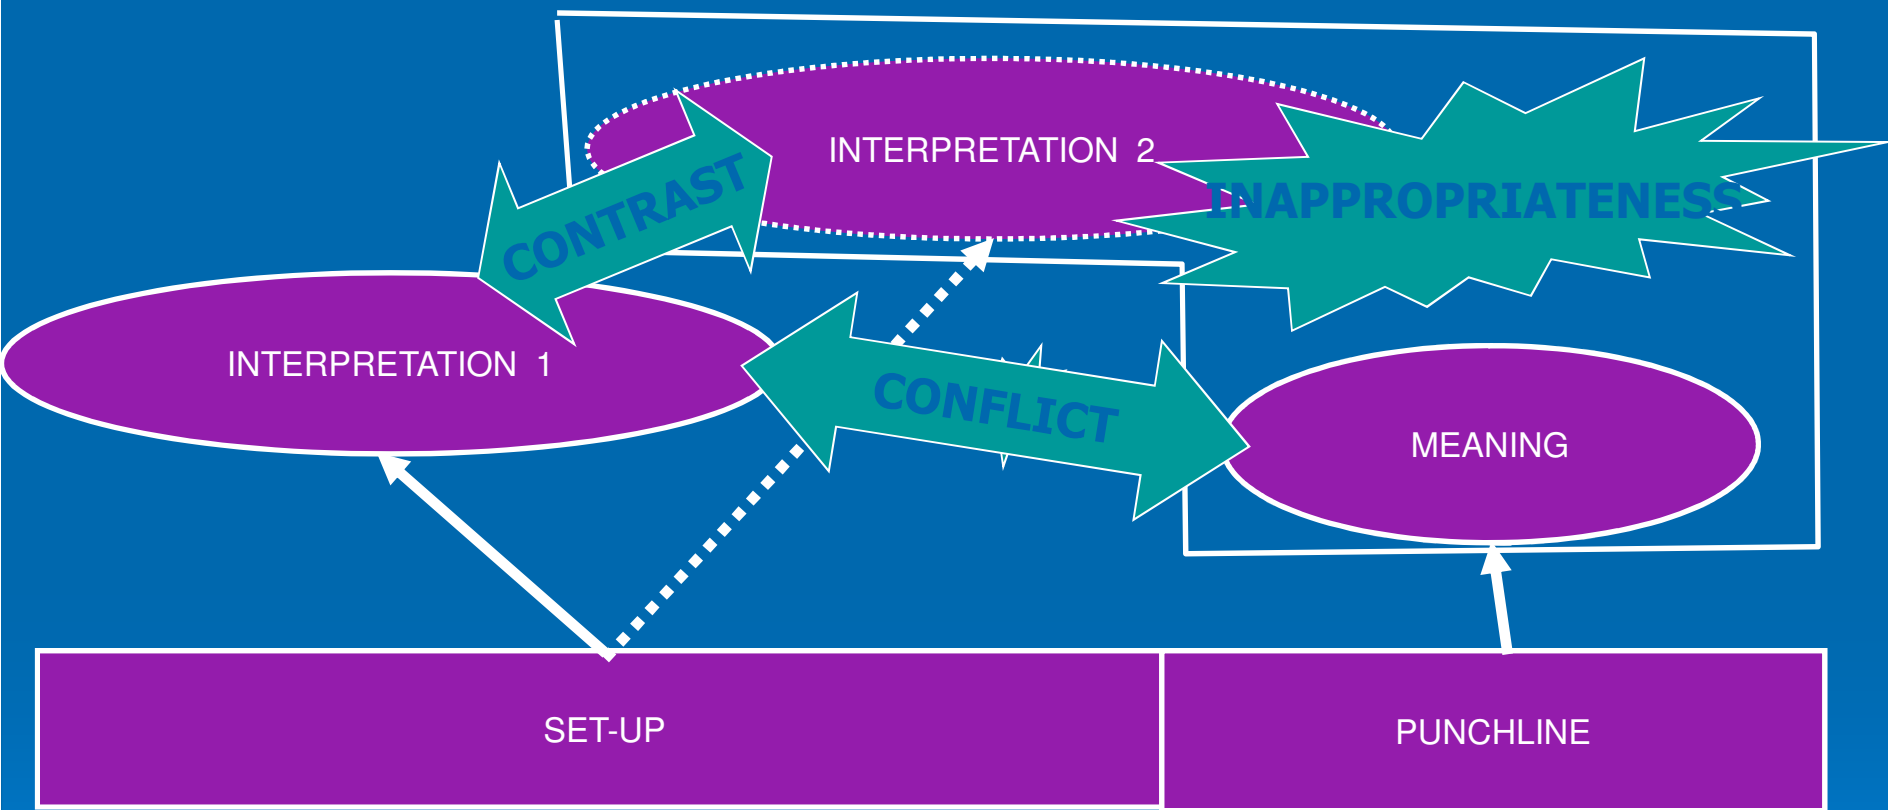 INTERPRETATION 2
CONTRAST
INAPPROPRIATENESS
INTERPRETATION 1
CONFLICT
MEANING
SET-UP
PUNCHLINE